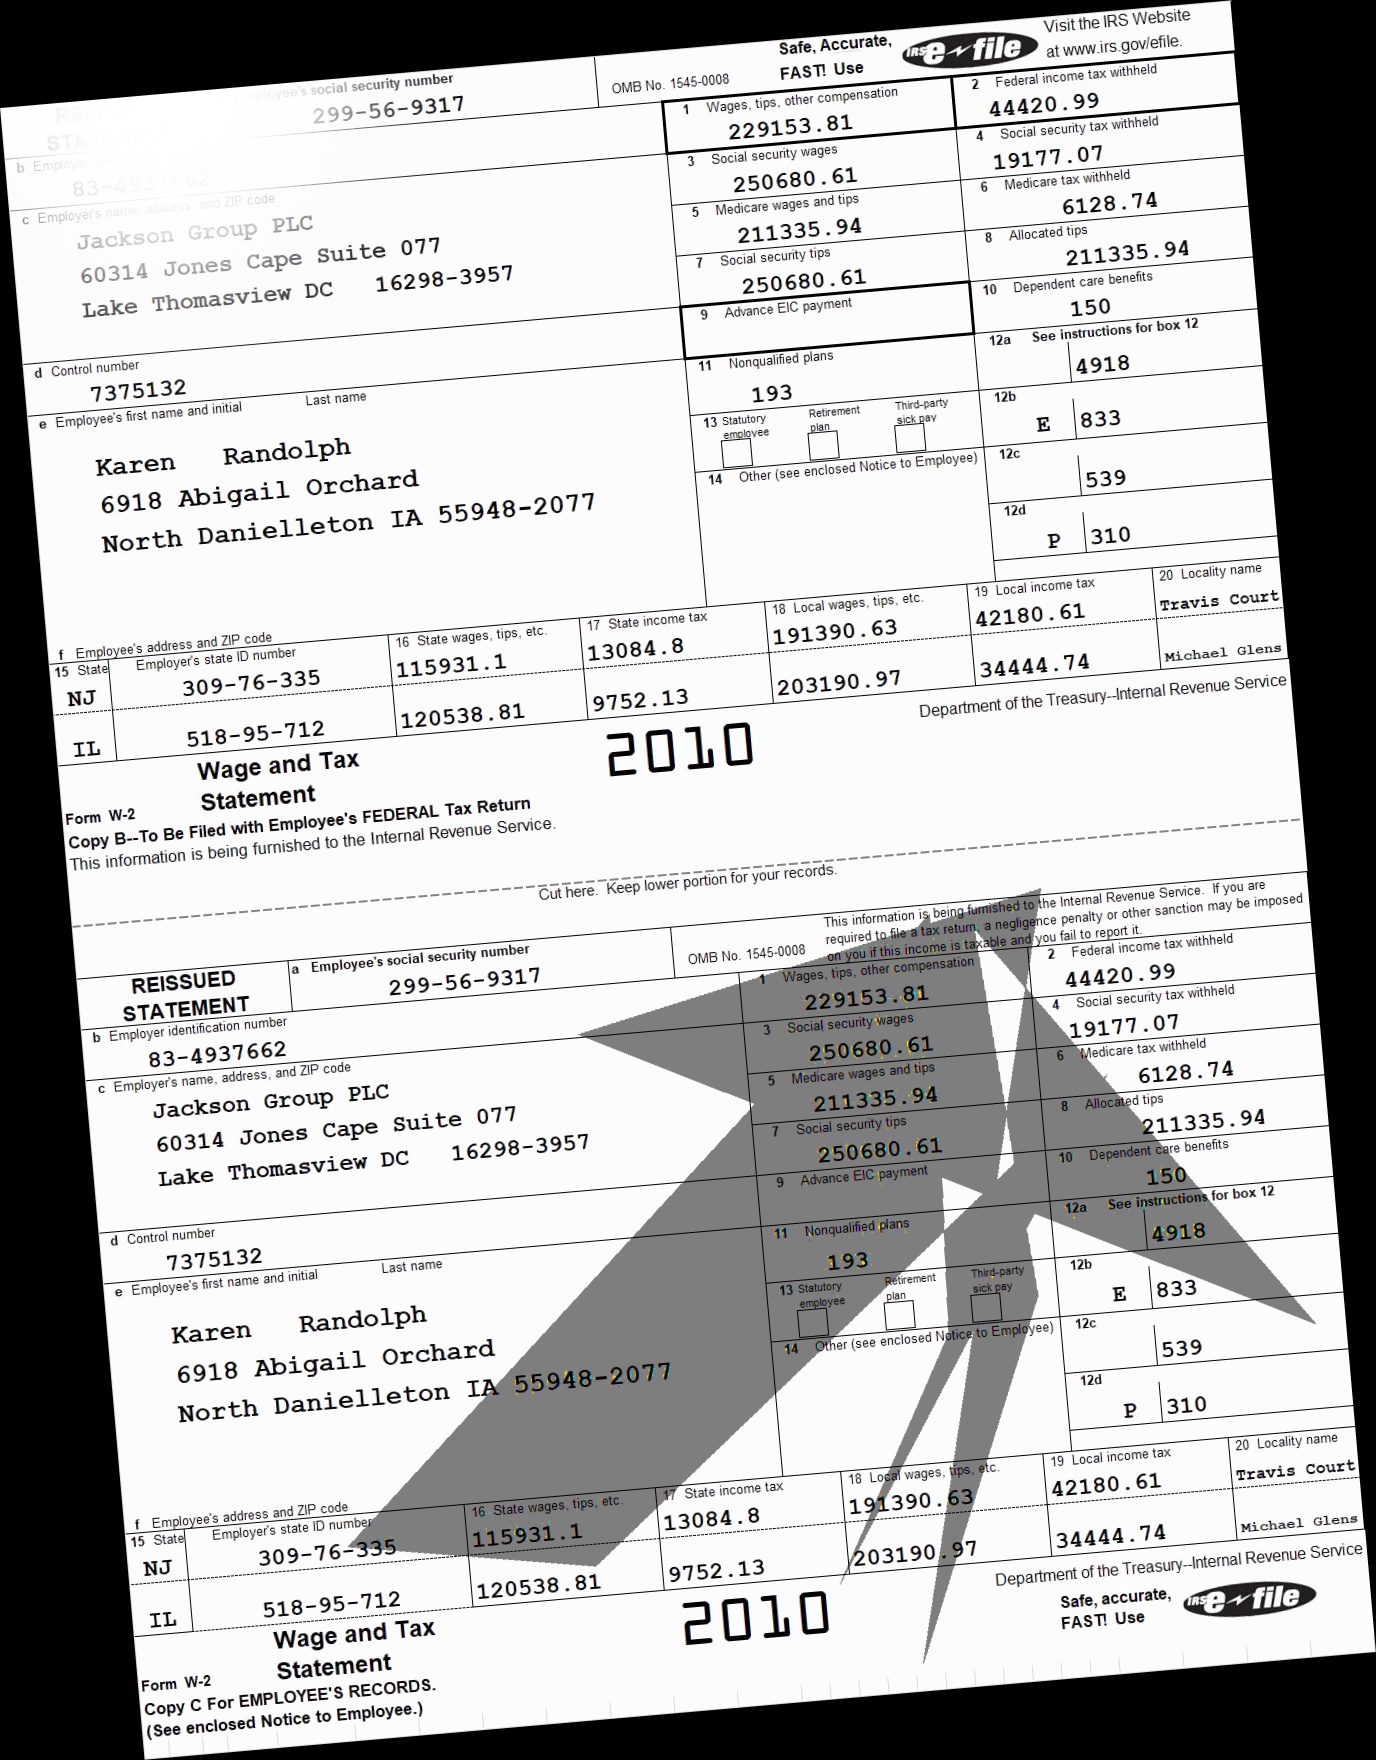 Safe, Accurate,
FAST! Use
IRS e-file
Visit the IRS Website
at www.irs.gov/efile.
REISSUED
STATEMENT
Employee's social security number
299-56-9317
OMB No. 1545-0008
1 Wages, tips, other compensation
229153.81
2 Federal income tax withheld
44420.99
b Employer
83-4937662
3 Social security wages
250680.61
4 Social security tax withheld
19177.07
c Employer's name, address, and ZIP code
Jackson Group PLC
60314 Jones Cape Suite 077
Lake Thomasview DC 16298-3957
5 Medicare wages and tips
211335.94
6 Medicare tax withheld
6128.74
7 Social security tips
250680.61
8 Allocated tips
211335.94
9 Advance EIC payment
10 Dependent care benefits
150
d Control number
7375132
11 Nonqualified plans
193
12a See instructions for box 12
4918
e Employee's first name and initial Last name
Karen Randolph
6918 Abigail Orchard
North Danielleton IA 55948-2077
13 Statutory employee Retirement plan Third-party sick pay
12b
E 833
14 Other (see enclosed Notice to Employee)
12c
539
12d
P 310
f Employee's address and ZIP code
15 State Employer's state ID number 16 State wages, tips, etc. 17 State income tax 18 Local wages, tips, etc. 19 Local income tax 20 Locality name
NJ 309-76-335 115931.1 13084.8 191390.63 42180.61 Travis Court
IL 518-95-712 120538.81 9752.13 203190.97 34444.74 Michael Glens
Form W-2 Wage and Tax
Statement
2010
Department of the Treasury--Internal Revenue Service
Copy B--To Be Filed with Employee's FEDERAL Tax Return
This information is being furnished to the Internal Revenue Service.
Cut here. Keep lower portion for your records.
REISSUED
STATEMENT
a Employee's social security number
299-56-9317
OMB No. 1545-0008
This information is being furnished to the Internal Revenue Service. If you are
required to file a tax return, a negligence penalty or other sanction may be imposed
on you if this income is taxable and you fail to report it.
1 Wages, tips, other compensation
229153.81
2 Federal income tax withheld
44420.99
b Employer identification number
83-4937662
3 Social security wages
250680.61
4 Social security tax withheld
19177.07
c Employer's name, address, and ZIP code
Jackson Group PLC
60314 Jones Cape Suite 077
Lake Thomasview DC 16298-3957
5 Medicare wages and tips
211335.94
6 Medicare tax withheld
6128.74
7 Social security tips
250680.61
8 Allocated tips
211335.94
9 Advance EIC payment
10 Dependent care benefits
150
d Control number
7375132
11 Nonqualified plans
193
12a See instructions for box 12
4918
e Employee's first name and initial Last name
Karen Randolph
6918 Abigail Orchard
North Danielleton IA 55948-2077
13 Statutory employee Retirement plan Third-party sick pay
12b
E 833
14 Other (see enclosed Notice to Employee)
12c
539
12d
P 310
f Employee's address and ZIP code
15 State Employer's state ID number 16 State wages, tips, etc. 17 State income tax 18 Local wages, tips, etc. 19 Local income tax 20 Locality name
NJ 309-76-335 115931.1 13084.8 191390.63 42180.61 Travis Court
IL 518-95-712 120538.81 9752.13 203190.97 34444.74 Michael Glens
Form W-2 Wage and Tax
Statement
2010
Department of the Treasury--Internal Revenue Service
Safe, accurate,
FAST! Use
IRS e-file
Copy C For EMPLOYEE'S RECORDS.
(See enclosed Notice to Employee.)